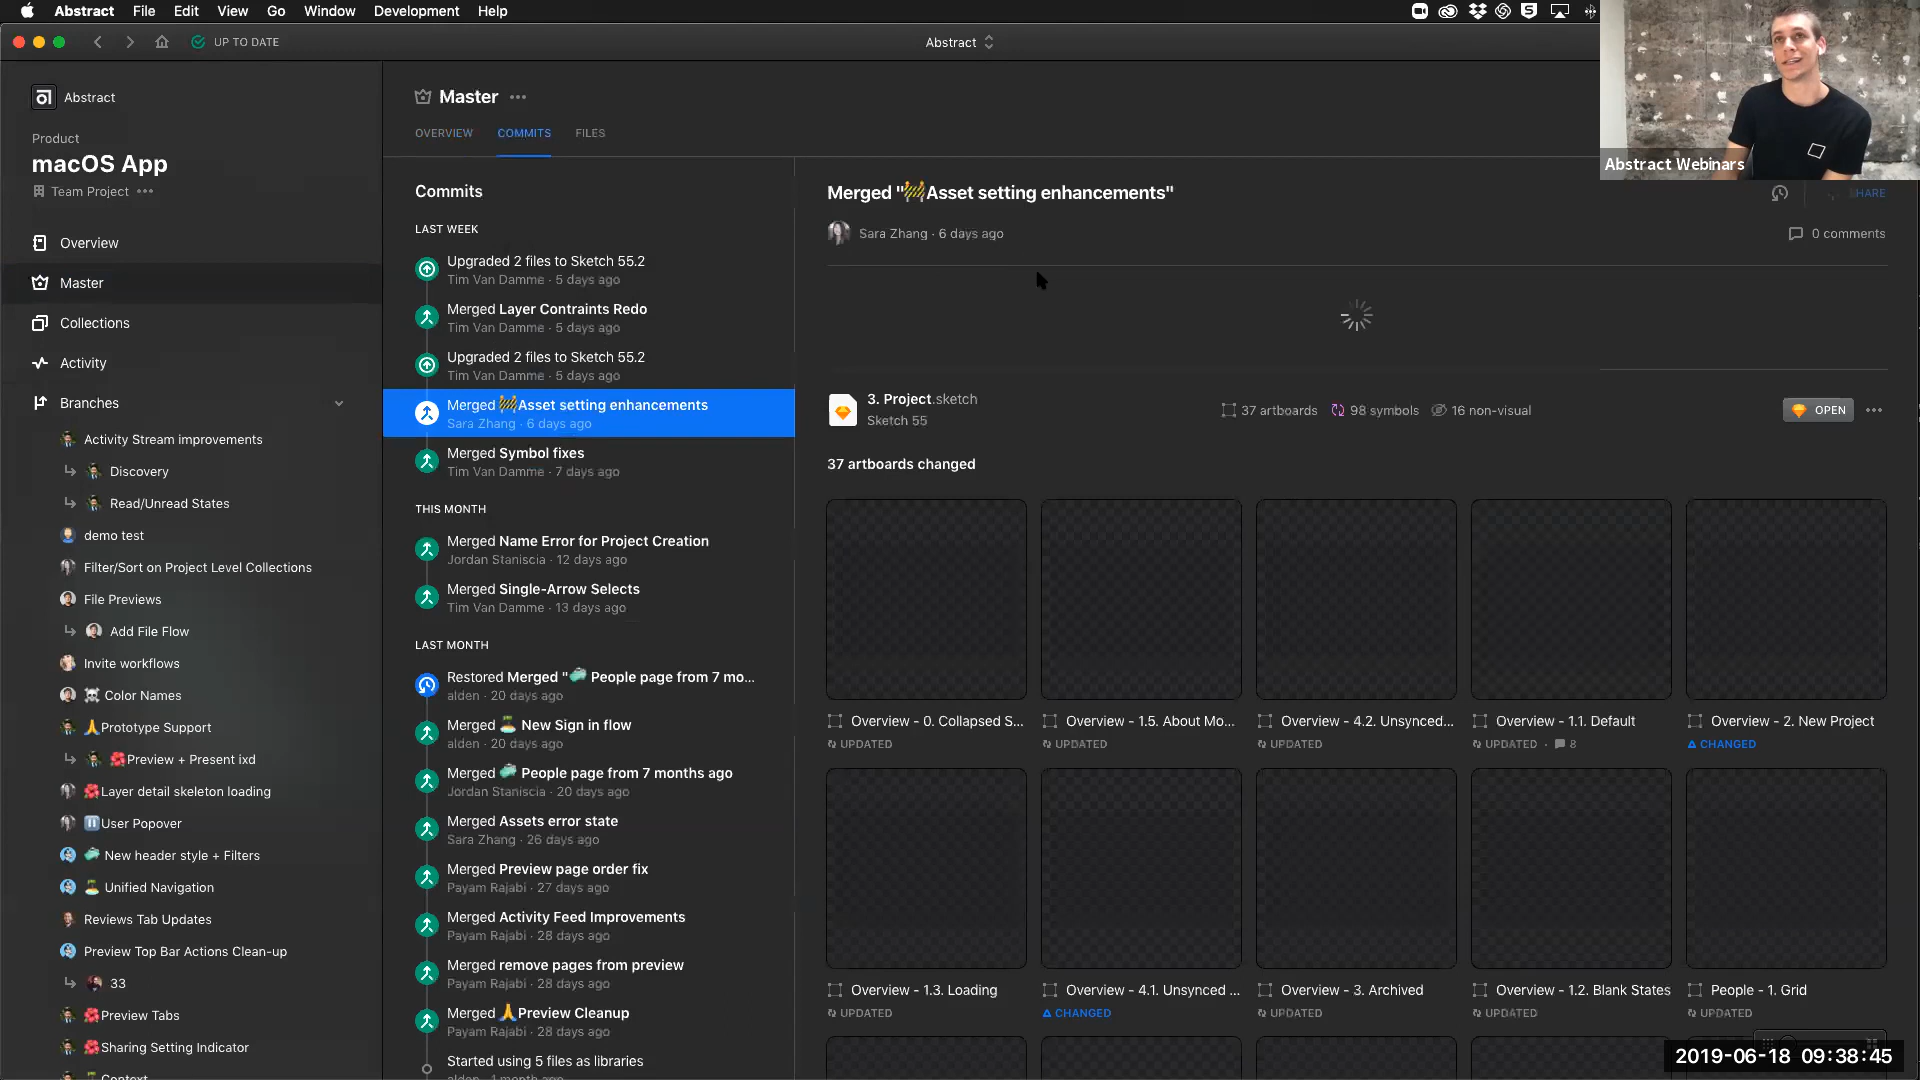 Abstract File Edit View Go Window Development Help
UP TO DATE
Abstract
Abstract
Product
macOS App
Team Project
Overview
Master
Collections
Activity
Branches
Activity Stream improvements
Discovery
Read/Unread States
demo test
Filter/Sort on Project Level Collections
File Previews
Add File Flow
Invite workflows
☠️ Color Names
🙏Prototype Support
🌺Preview + Present ixd
🌺Layer detail skeleton loading
⏸User Popover
New header style + Filters
🏝 Unified Navigation
Reviews Tab Updates
Preview Top Bar Actions Clean-up
33
🌺Preview Tabs
🌺Sharing Setting Indicator
Context
Master
OVERVIEW COMMITS FILES
Commits
LAST WEEK
Upgraded 2 files to Sketch 55.2
Tim Van Damme · 5 days ago
Merged Layer Contraints Redo
Tim Van Damme · 5 days ago
Upgraded 2 files to Sketch 55.2
Tim Van Damme · 5 days ago
Merged 🚧Asset setting enhancements
Sara Zhang · 6 days ago
Merged Symbol fixes
Tim Van Damme · 7 days ago
THIS MONTH
Merged Name Error for Project Creation
Jordan Staniscia · 12 days ago
Merged Single-Arrow Selects
Tim Van Damme · 13 days ago
LAST MONTH
Restored Merged " People page from 7 mo...
alden · 20 days ago
Merged 🏝 New Sign in flow
alden · 20 days ago
Merged People page from 7 months ago
Jordan Staniscia · 20 days ago
Merged Assets error state
Sara Zhang · 26 days ago
Merged Preview page order fix
Payam Rajabi · 27 days ago
Merged Activity Feed Improvements
Payam Rajabi · 28 days ago
Merged remove pages from preview
Payam Rajabi · 28 days ago
Merged 🙏Preview Cleanup
Payam Rajabi · 28 days ago
Started using 5 files as libraries
alden · 1 month ago
Merged "🚧Asset setting enhancements"
HARE
Sara Zhang · 6 days ago
0 comments
3. Project.sketch
Sketch 55
37 artboards 98 symbols 16 non-visual
OPEN
37 artboards changed
Overview - 0. Collapsed S...
UPDATED
Overview - 1.5. About Mo...
UPDATED
Overview - 4.2. Unsynced...
UPDATED
Overview - 1.1. Default
UPDATED · 8
Overview - 2. New Project
CHANGED
Overview - 1.3. Loading
UPDATED
Overview - 4.1. Unsynced ...
CHANGED
Overview - 3. Archived
UPDATED
Overview - 1.2. Blank States
UPDATED
People - 1. Grid
UPDATED
Abstract Webinars
2019-06-18 09:38:45